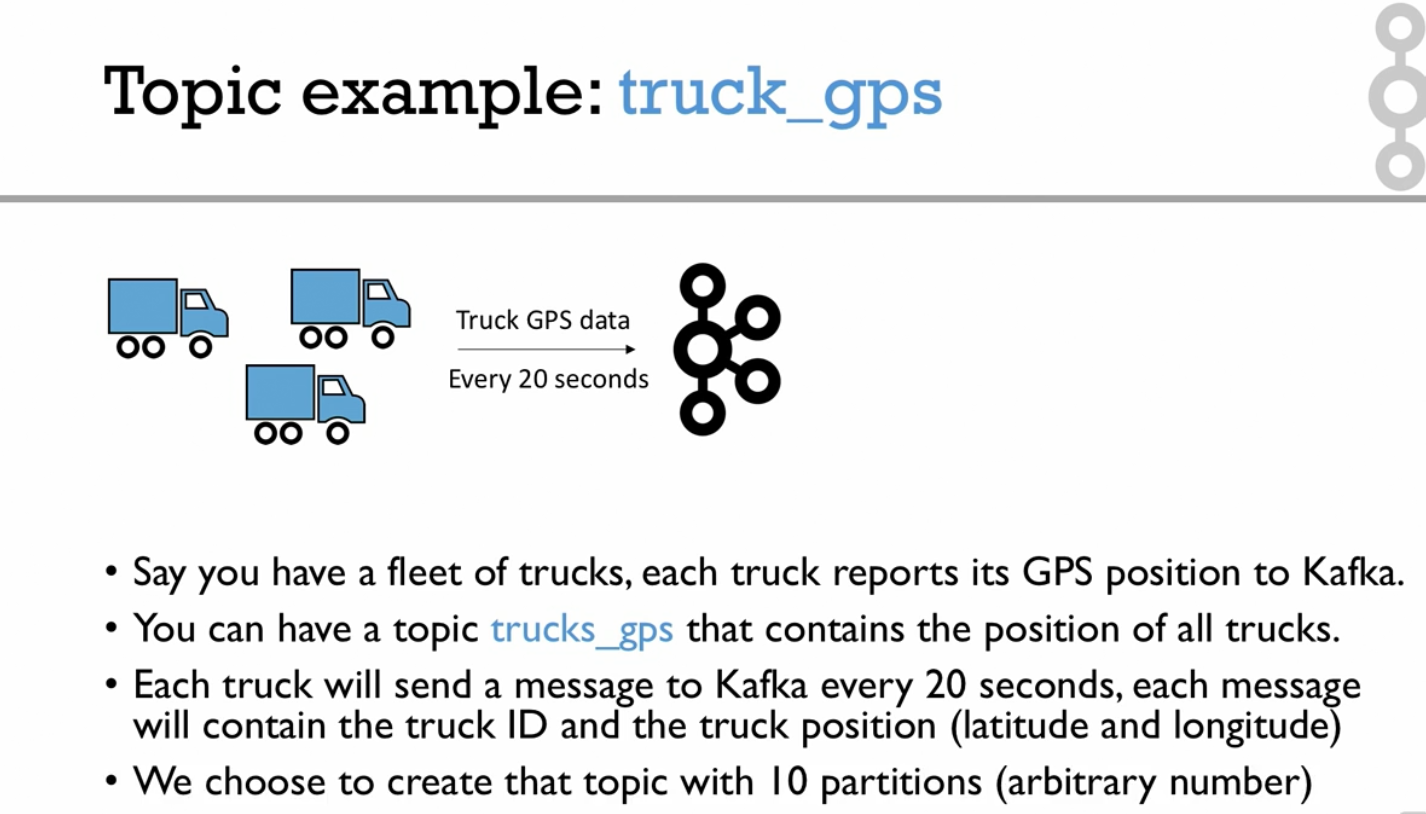 Topic example: truck_gps
Truck GPS data
Every 20 seconds
• Say you have a fleet of trucks, each truck reports its GPS position to Kafka.
• You can have a topic trucks_gps that contains the position of all trucks.
• Each truck will send a message to Kafka every 20 seconds, each message
will contain the truck ID and the truck position (latitude and longitude)
• We choose to create that topic with 10 partitions (arbitrary number)